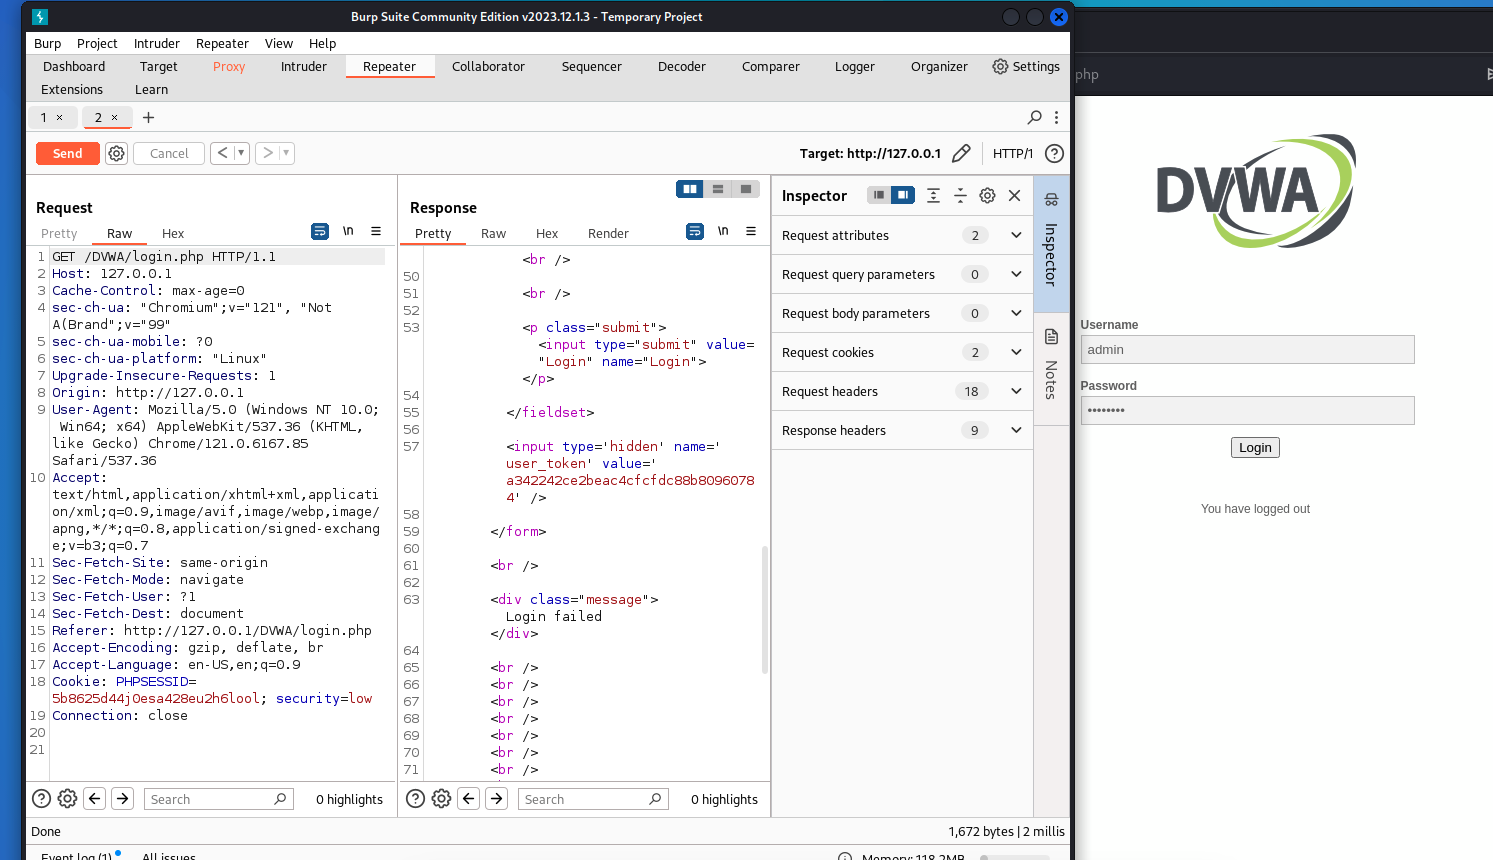 Burp Suite Community Edition v2023.12.1.3 - Temporary Project
Burp Project Intruder Repeater View Help
Dashboard Target Proxy Intruder Repeater Collaborator Sequencer Decoder Comparer Logger Organizer Settings
Extensions Learn
1 × 2 × +
Send Cancel < > Target: http://127.0.0.1 HTTP/1 ?
Request
Pretty Raw Hex \n
1 GET /DVWA/login.php HTTP/1.1
2 Host: 127.0.0.1
3 Cache-Control: max-age=0
4 sec-ch-ua: "Chromium";v="121", "Not
A(Brand";v="99"
5 sec-ch-ua-mobile: ?0
6 sec-ch-ua-platform: "Linux"
7 Upgrade-Insecure-Requests: 1
8 Origin: http://127.0.0.1
9 User-Agent: Mozilla/5.0 (Windows NT 10.0;
Win64; x64) AppleWebKit/537.36 (KHTML,
like Gecko) Chrome/121.0.6167.85
Safari/537.36
10 Accept:
text/html,application/xhtml+xml,applicati
on/xml;q=0.9,image/avif,image/webp,image/
apng,*/*;q=0.8,application/signed-exchang
e;v=b3;q=0.7
11 Sec-Fetch-Site: same-origin
12 Sec-Fetch-Mode: navigate
13 Sec-Fetch-User: ?1
14 Sec-Fetch-Dest: document
15 Referer: http://127.0.0.1/DVWA/login.php
16 Accept-Encoding: gzip, deflate, br
17 Accept-Language: en-US,en;q=0.9
18 Cookie: PHPSESSID=
5b8625d44j0esa428eu2h6lool; security=low
19 Connection: close
20
21
Search 0 highlights
Response
Pretty Raw Hex Render \n
<br />
50
51 <br />
52
53 <p class="submit">
<input type="submit" value=
"Login" name="Login">
</p>
54
55 </fieldset>
56
57 <input type='hidden' name='
user_token' value='
a342242ce2beac4cfcfdc88b8096078
4' />
58
59 </form>
60
61 <br />
62
63 <div class="message">
Login failed
</div>
64
65 <br />
66 <br />
67 <br />
68 <br />
69 <br />
70 <br />
71 <br />
Search 0 highlights
Inspector
Request attributes 2
Request query parameters 0
Request body parameters 0
Request cookies 2
Request headers 18
Response headers 9
Inspector
Notes
Done 1,672 bytes | 2 millis
Event log (1) All issues Memory: 118.2MB
php
DVWA
Username
admin
Password
••••••••
Login
You have logged out